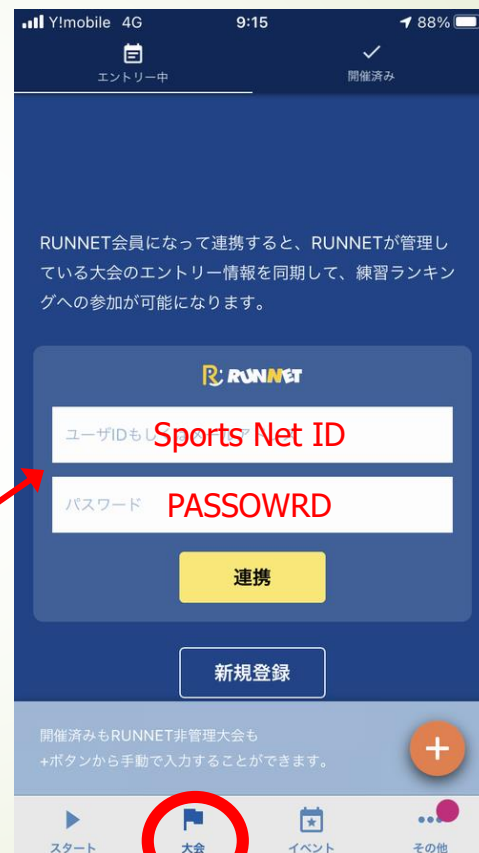 Y!mobile 4G 9:15 88%
エントリー中 開催済み
RUNNET会員になって連携すると、RUNNETが管理し
ている大会のエントリー情報を同期して、練習ランキン
グへの参加が可能になります。
RUNNET
ユーザIDもし Sports Net ID
パスワード PASSOWRD
連携
新規登録
開催済みもRUNNET非管理大会も
+ボタンから手動で入力することができます。
+
スタート 大会 イベント その他